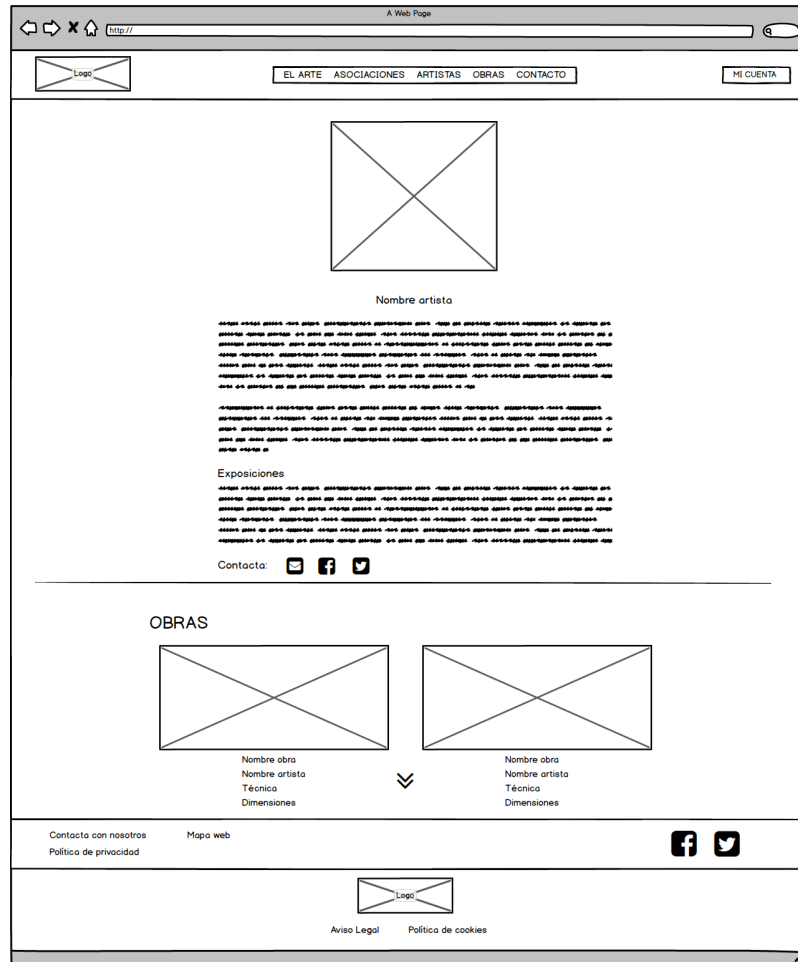 A Web Page
http://
Logo
EL ARTE ASOCIACIONES ARTISTAS OBRAS CONTACTO
MI CUENTA
Nombre artista
Exposiciones
Contacta:
OBRAS
Nombre obra
Nombre artista
Técnica
Dimensiones
Nombre obra
Nombre artista
Técnica
Dimensiones
Contacta con nosotros Mapa web
Política de privacidad
Logo
Aviso Legal Política de cookies